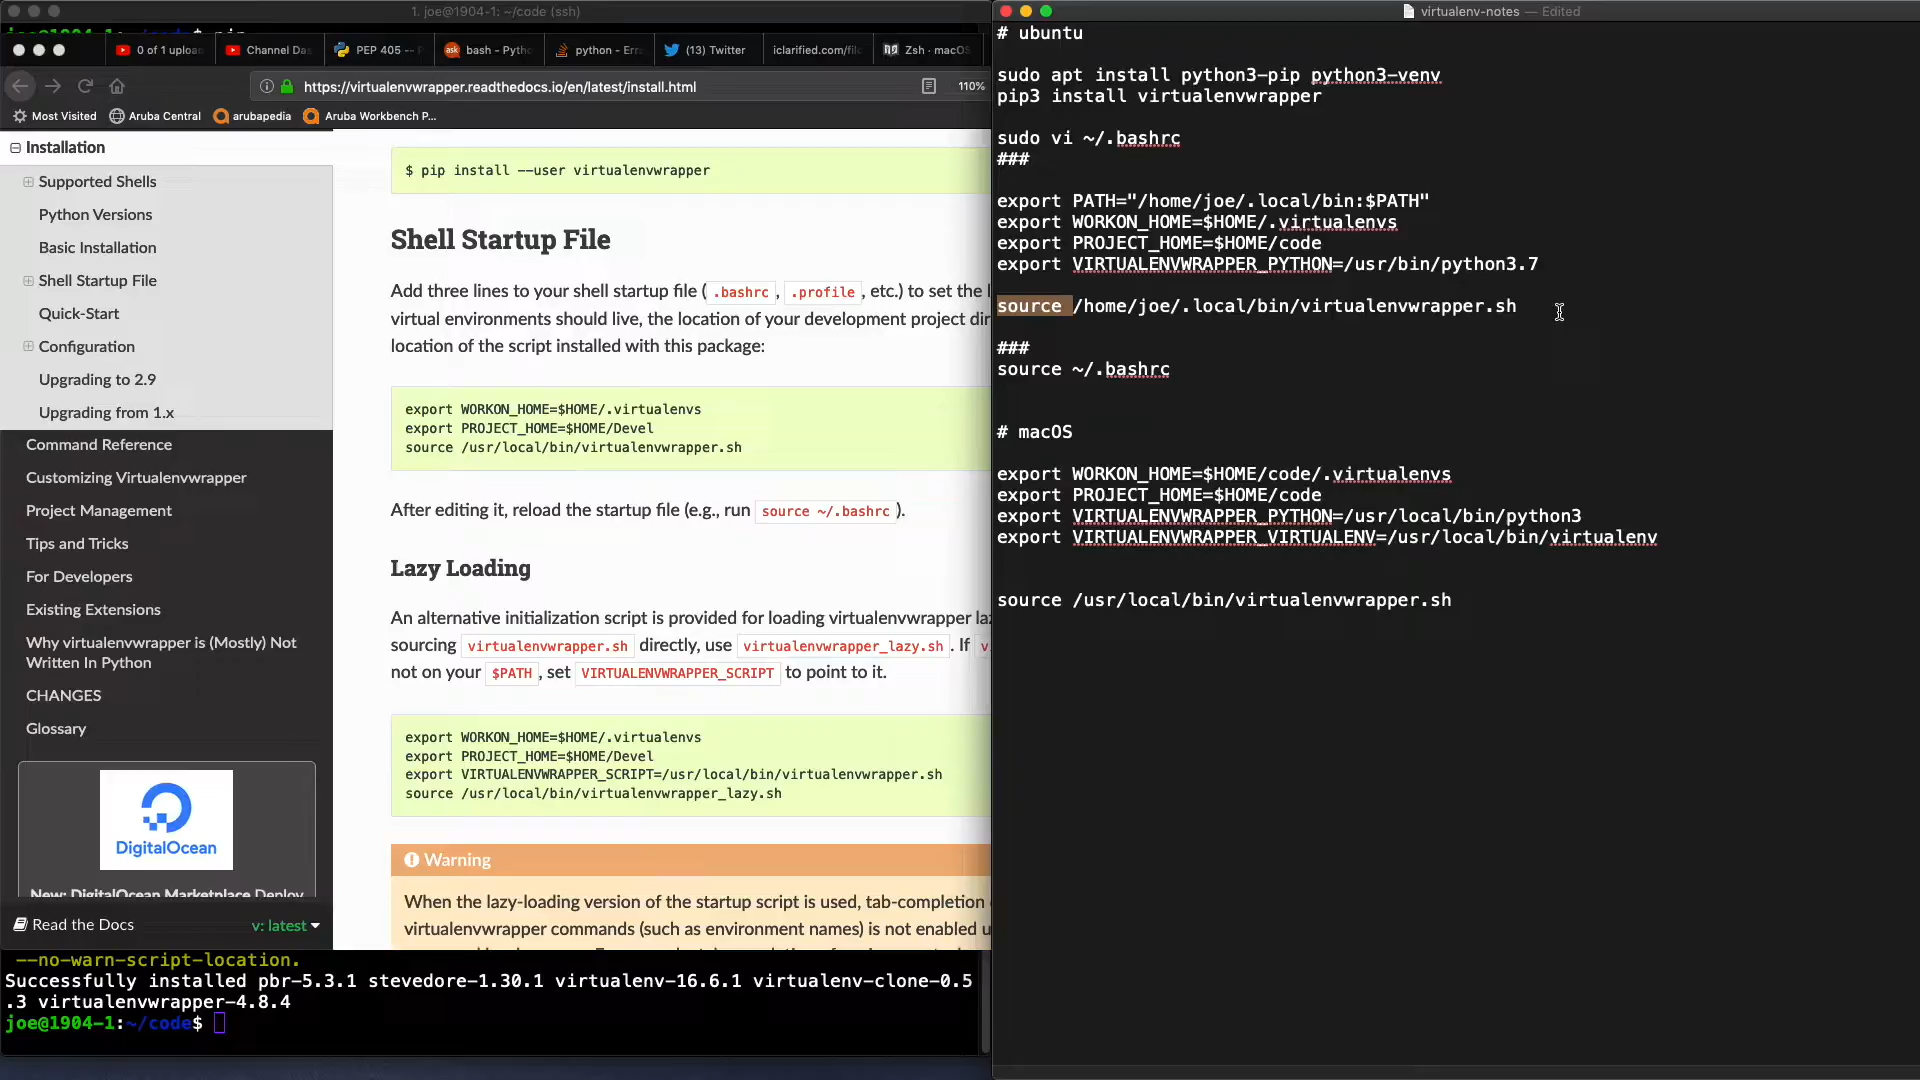 1. joe@1904-1: ~/code (ssh)
0 of 1 uploa
Channel Das
PEP 405 --
bash - Pytho
python - Erro
(13) Twitter
iclarified.com/file
Zsh · macOS
https://virtualenvwrapper.readthedocs.io/en/latest/install.html
110%
Most Visited
Aruba Central
arubapedia
Aruba Workbench P...
Installation
Supported Shells
Python Versions
Basic Installation
Shell Startup File
Quick-Start
Configuration
Upgrading to 2.9
Upgrading from 1.x
Command Reference
Customizing Virtualenvwrapper
Project Management
Tips and Tricks
For Developers
Existing Extensions
Why virtualenvwrapper is (Mostly) Not
Written In Python
CHANGES
Glossary
DigitalOcean
New: DigitalOcean Marketplace Deploy
Read the Docs
v: latest
$ pip install --user virtualenvwrapper
Shell Startup File
Add three lines to your shell startup file ( .bashrc , .profile , etc.) to set the l
virtual environments should live, the location of your development project dir
location of the script installed with this package:
export WORKON_HOME=$HOME/.virtualenvs
export PROJECT_HOME=$HOME/Devel
source /usr/local/bin/virtualenvwrapper.sh
After editing it, reload the startup file (e.g., run source ~/.bashrc ).
Lazy Loading
An alternative initialization script is provided for loading virtualenvwrapper la
sourcing virtualenvwrapper.sh directly, use virtualenvwrapper_lazy.sh . If v
not on your $PATH , set VIRTUALENVWRAPPER_SCRIPT to point to it.
export WORKON_HOME=$HOME/.virtualenvs
export PROJECT_HOME=$HOME/Devel
export VIRTUALENVWRAPPER_SCRIPT=/usr/local/bin/virtualenvwrapper.sh
source /usr/local/bin/virtualenvwrapper_lazy.sh
Warning
When the lazy-loading version of the startup script is used, tab-completion
virtualenvwrapper commands (such as environment names) is not enabled u
--no-warn-script-location.
Successfully installed pbr-5.3.1 stevedore-1.30.1 virtualenv-16.6.1 virtualenv-clone-0.5
.3 virtualenvwrapper-4.8.4
joe@1904-1:~/code$
virtualenv-notes — Edited
# ubuntu
sudo apt install python3-pip python3-venv
pip3 install virtualenvwrapper
sudo vi ~/.bashrc
###
export PATH="/home/joe/.local/bin:$PATH"
export WORKON_HOME=$HOME/.virtualenvs
export PROJECT_HOME=$HOME/code
export VIRTUALENVWRAPPER_PYTHON=/usr/bin/python3.7
source /home/joe/.local/bin/virtualenvwrapper.sh
###
source ~/.bashrc
# macOS
export WORKON_HOME=$HOME/code/.virtualenvs
export PROJECT_HOME=$HOME/code
export VIRTUALENVWRAPPER_PYTHON=/usr/local/bin/python3
export VIRTUALENVWRAPPER_VIRTUALENV=/usr/local/bin/virtualenv
source /usr/local/bin/virtualenvwrapper.sh